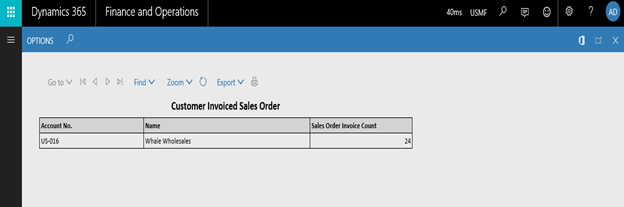 Dynamics 365 Finance and Operations 40ms USMF ? AD
OPTIONS X
Go to Find Zoom Export
Customer Invoiced Sales Order
Account No. Name Sales Order Invoice Count
US-016 Whale Wholesales 24